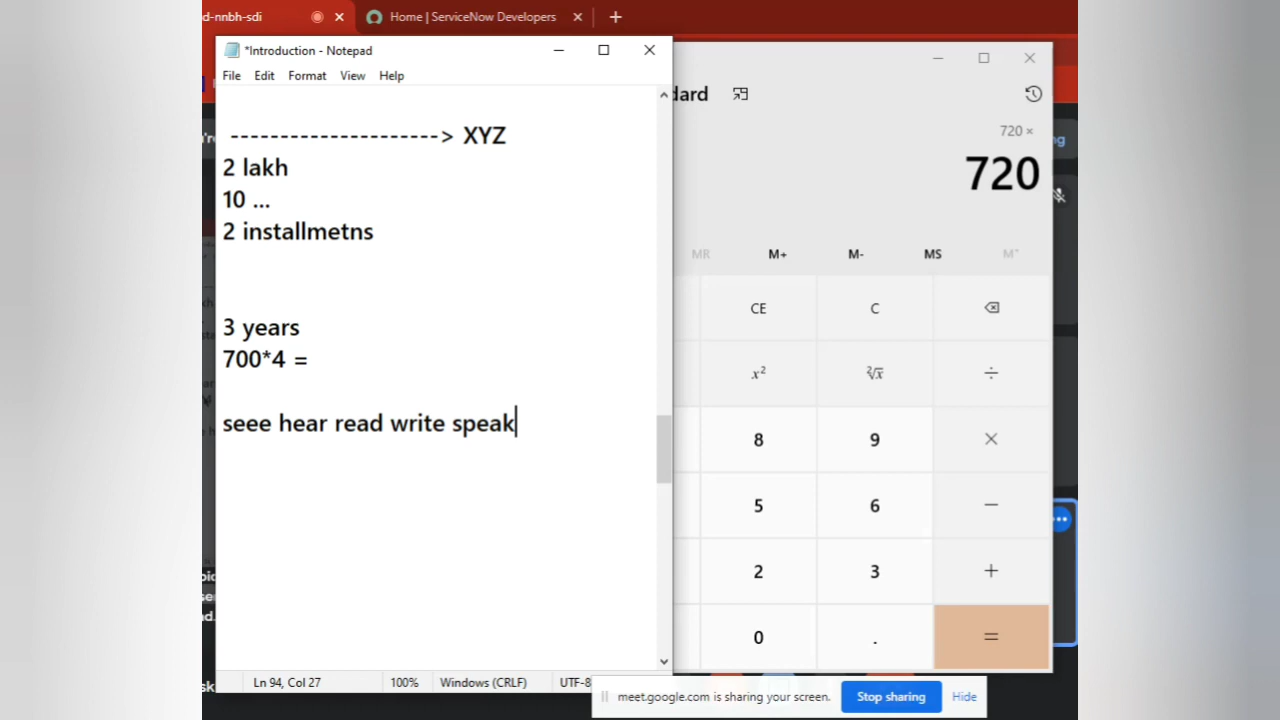 d-nnbh-sdi
Home | ServiceNow Developers
*Introduction - Notepad
File Edit Format View Help
---------------------> XYZ
2 lakh
10 ...
2 installmetns
3 years
700*4 =
seee hear read write speak
Ln 94, Col 27 100% Windows (CRLF) UTF-8
dard
720 ×
720
MR M+ M- MS M˅
CE C
x² ²√x ÷
8 9 ×
5 6 −
2 3 +
0 . =
meet.google.com is sharing your screen. Stop sharing Hide